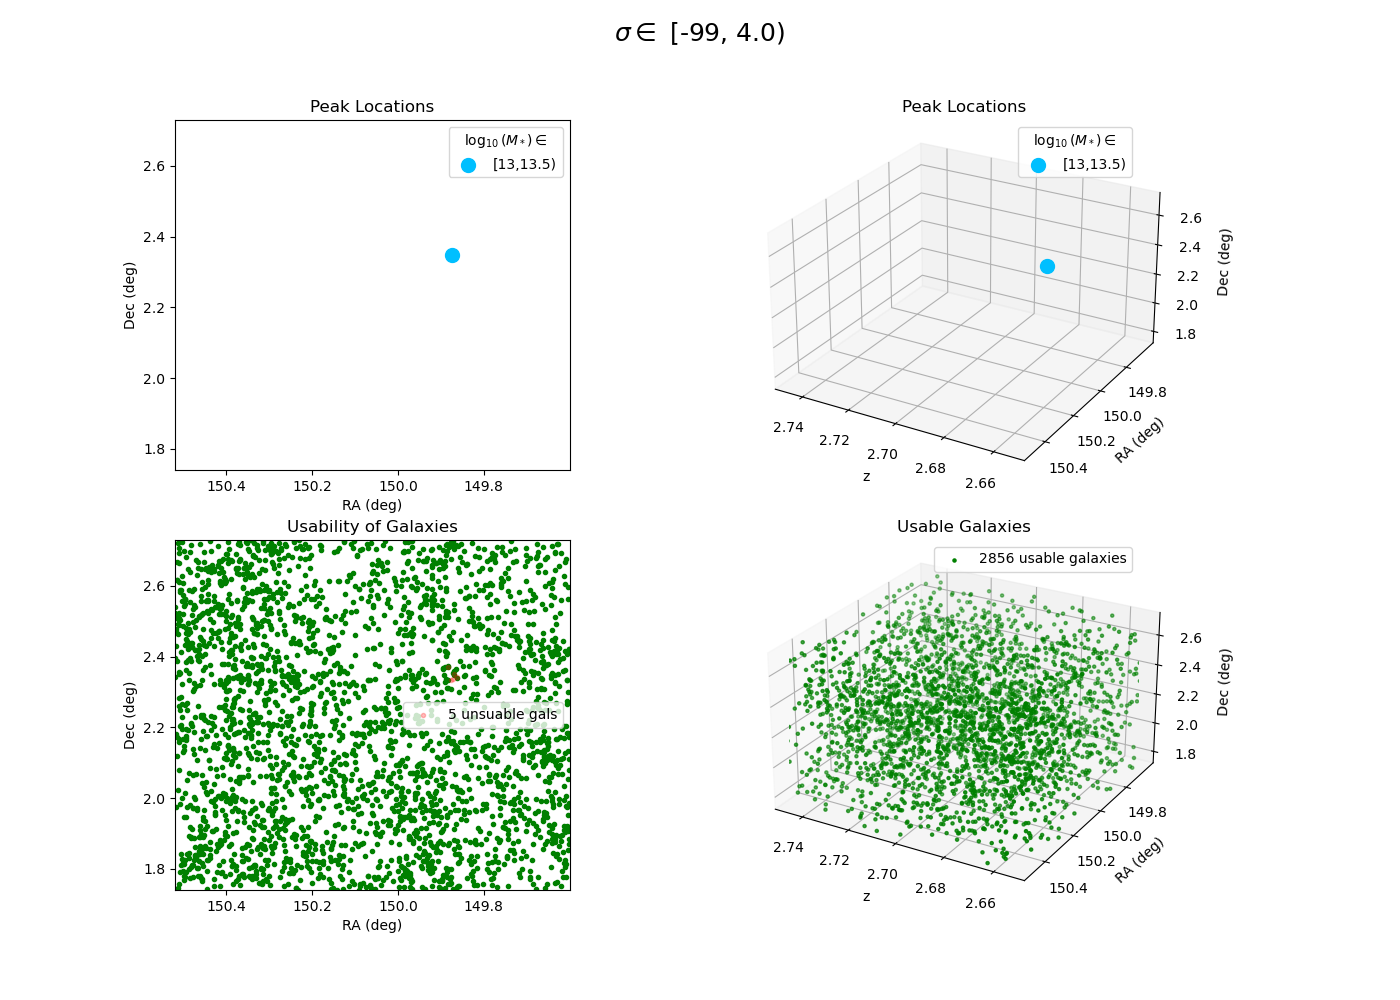 σ ∈ [-99, 4.0)
Peak Locations
log₁₀(M*) ∈
[13,13.5)
2.6
2.4
2.2
2.0
1.8
Dec (deg)
150.4 150.2 150.0 149.8
RA (deg)
Peak Locations
log₁₀(M*) ∈
[13,13.5)
2.6
2.4
2.2
2.0
1.8
Dec (deg)
149.8
150.0
150.2
150.4
RA (deg)
2.74
2.72
2.70
2.68
2.66
z
Usability of Galaxies
2.6
2.4
2.2
2.0
1.8
Dec (deg)
5 unsuable gals
150.4 150.2 150.0 149.8
RA (deg)
Usable Galaxies
2856 usable galaxies
2.6
2.4
2.2
2.0
1.8
Dec (deg)
149.8
150.0
150.2
150.4
RA (deg)
2.74
2.72
2.70
2.68
2.66
z